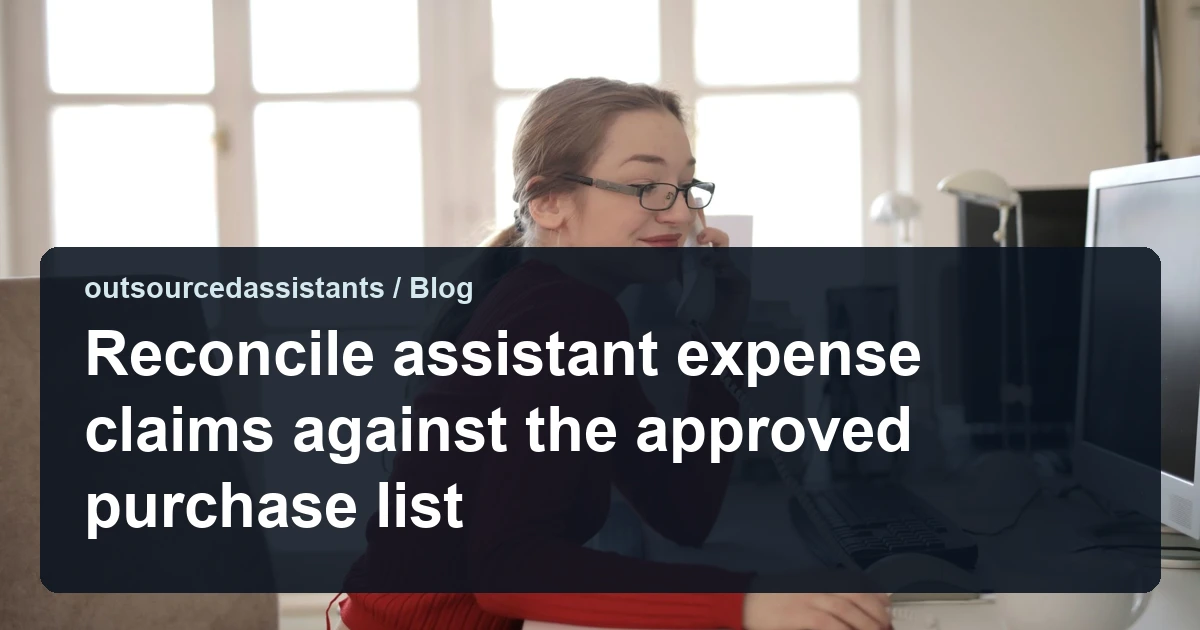 outsourcedassistants / Blog
Reconcile assistant expense
claims against the approved
purchase list